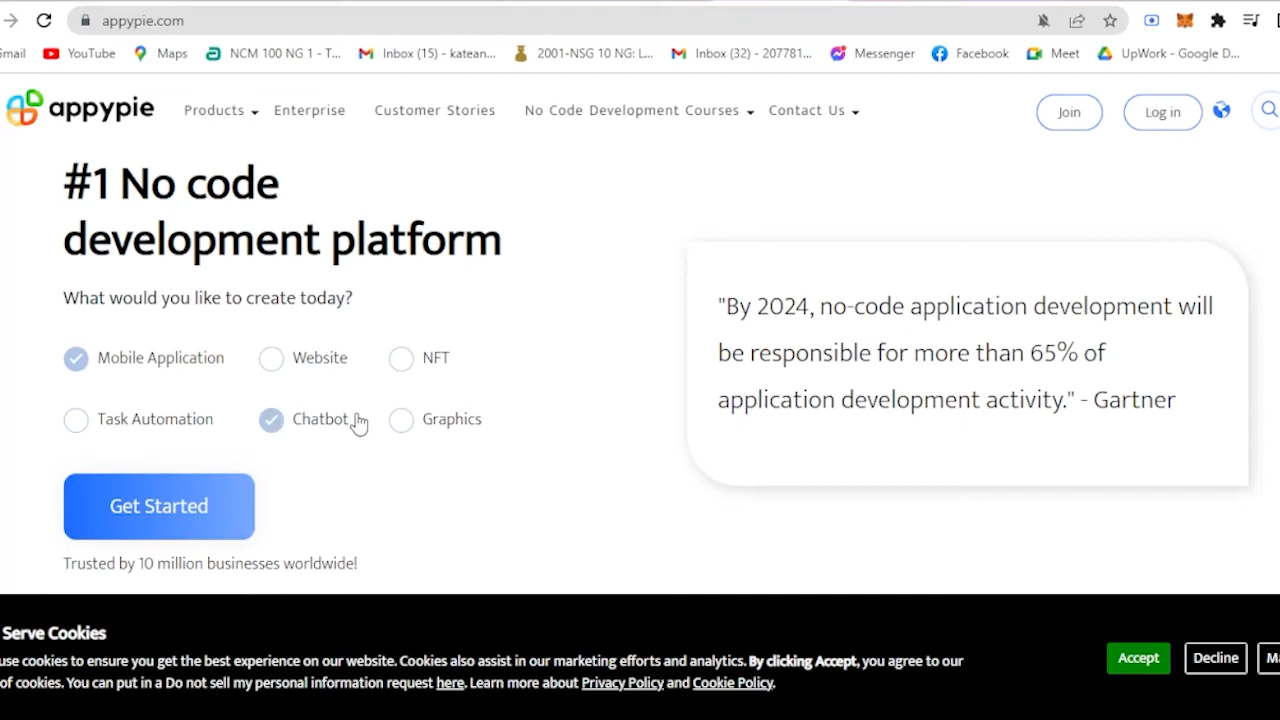 appypie.com
mail
YouTube
Maps
NCM 100 NG 1 - T...
Inbox (15) - katean...
2001-NSG 10 NG: L...
Inbox (32) -207781...
Messenger
Facebook
Meet
UpWork - Google D...
appypie
Products
Enterprise
Customer Stories
No Code Development Courses
Contact Us
Join
Log in
#1 No code
development platform
What would you like to create today?
Mobile Application
Website
NFT
Task Automation
Chatbot
Graphics
Get Started
Trusted by 10 million businesses worldwide!
"By 2024, no-code application development will
be responsible for more than 65% of
application development activity." - Gartner
Serve Cookies
use cookies to ensure you get the best experience on our website. Cookies also assist in our marketing efforts and analytics. By clicking Accept, you agree to our
of cookies. You can put in a Do not sell my personal information request here. Learn more about Privacy Policy and Cookie Policy.
Accept
Decline